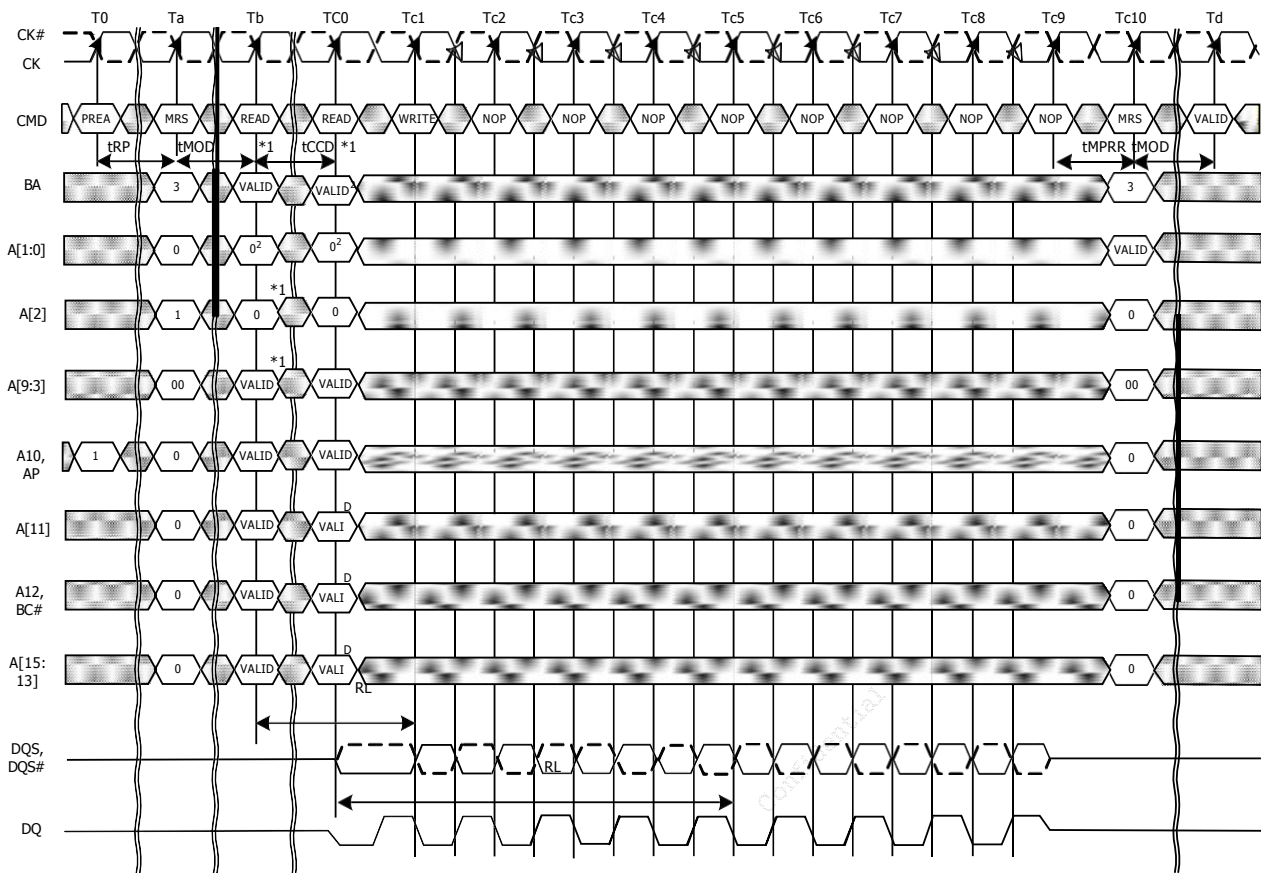 T0 Ta Tb TC0 Tc1 Tc2 Tc3 Tc4 Tc5 Tc6 Tc7 Tc8 Tc9 Tc10 Td
CK#
CK
CMD PREA MRS READ READ WRITE NOP NOP NOP NOP NOP NOP NOP NOP MRS VALID
tRP tMOD *1 tCCD *1 tMPRR tMOD
BA 3 VALID VALID 3
A[1:0] 0 0² 0² VALID
*1
A[2] 1 0 0 0
*1
A[9:3] 00 VALID VALID 00
A10,
AP
1 0 VALID VALID 0
D
A[11] 0 VALID VALI 0
D
A12,
BC#
0 VALID VALI 0
D
A[15:
13]
0 VALID VALI 0
RL
DQS,
DQS#
RL
DQ
Confidential